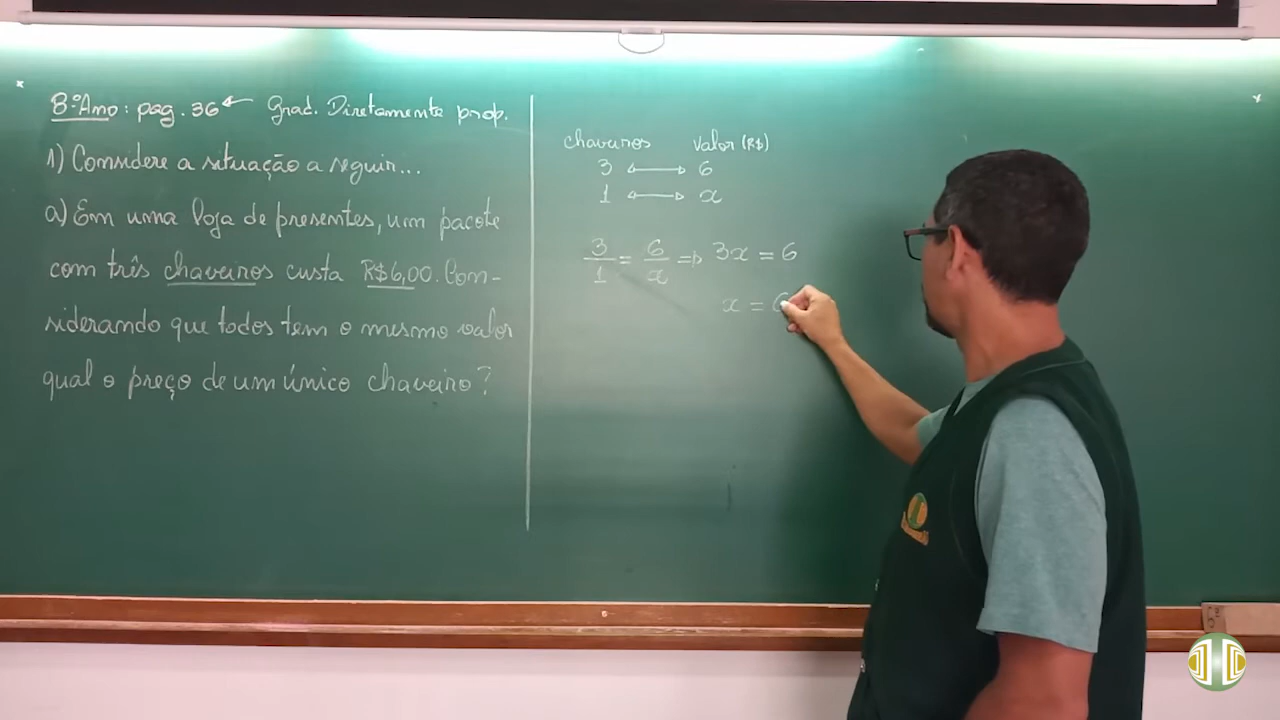 8º Ano: pag. 36 ← Grad. Diretamente prop.
1) Considere a situação a seguir...
a) Em uma loja de presentes, um pacote
com três chaveiros custa R$6,00. Con-
siderando que todos tem o mesmo valor
qual o preço de um único chaveiro?
chaveiros valor (R$)
3 ↔ 6
1 ↔ x
3/1 = 6/x ⇒ 3x = 6
x = 6